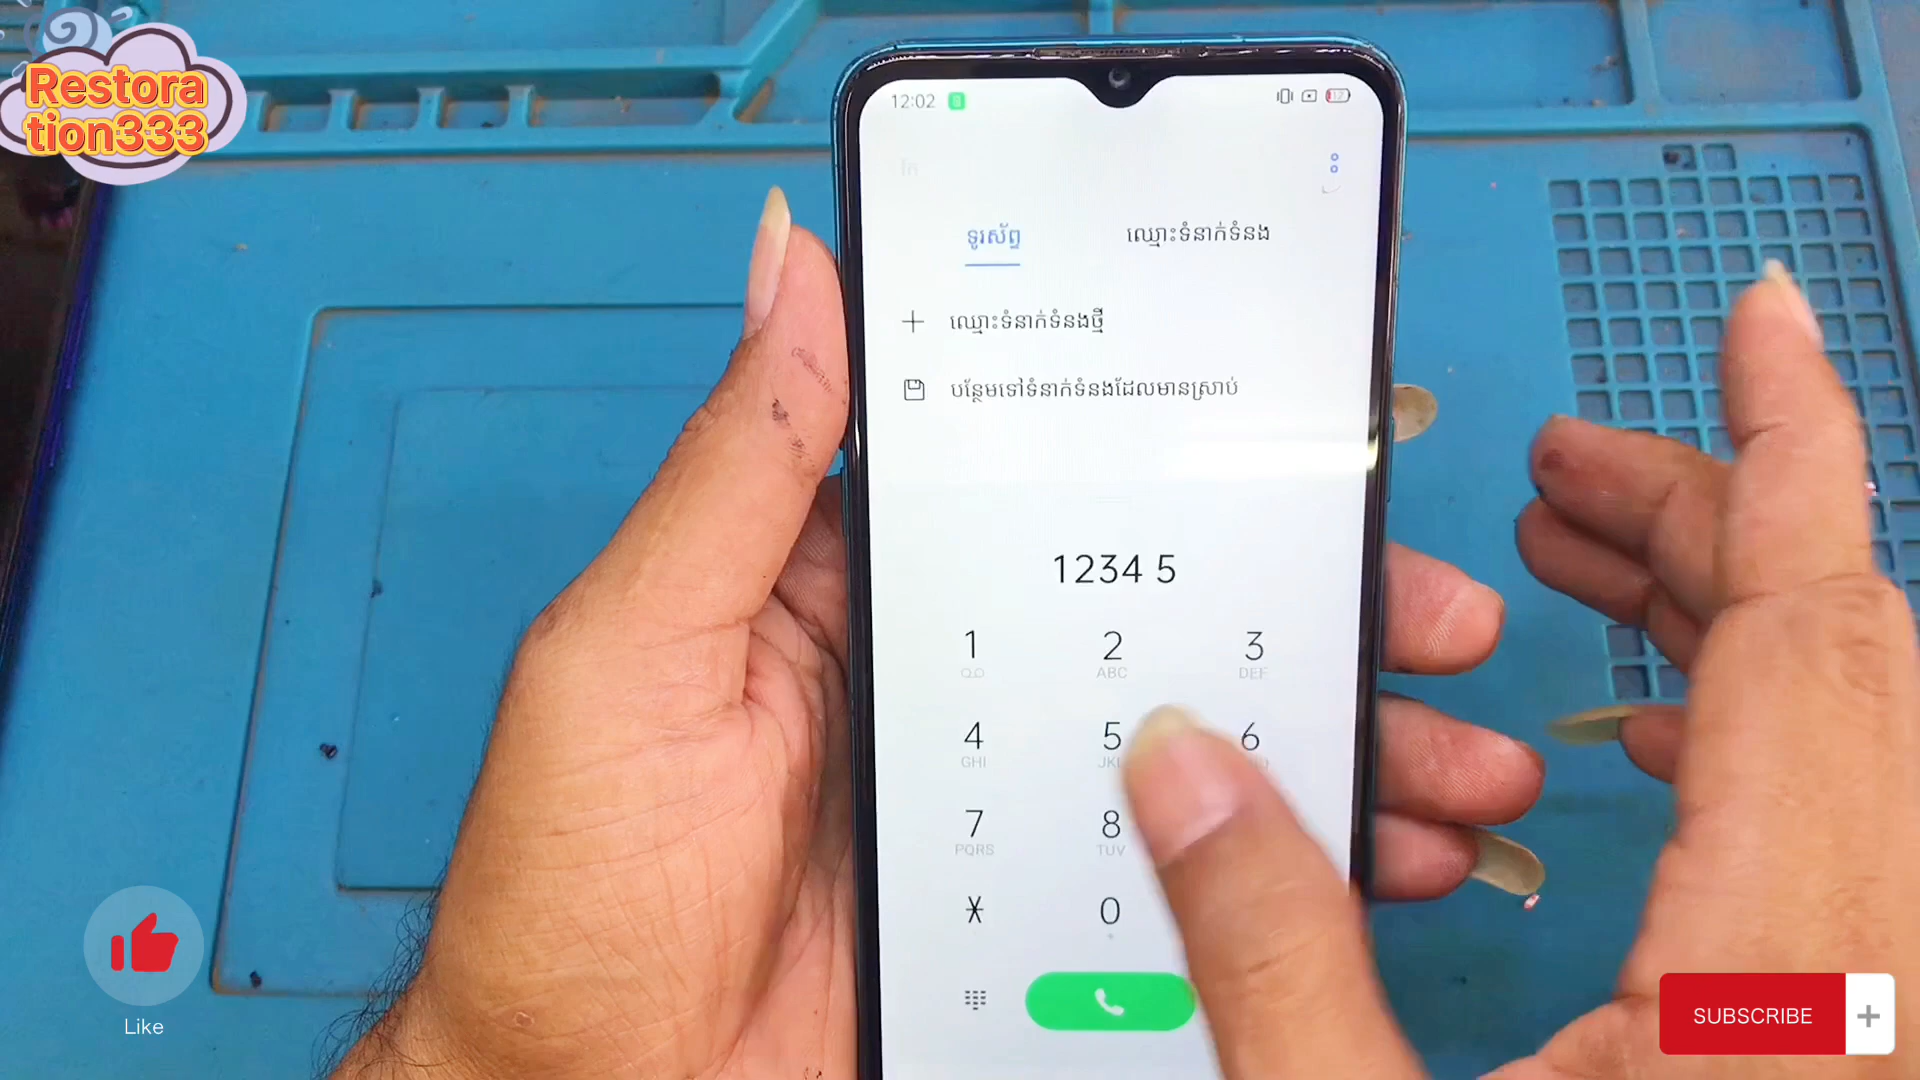 Restora
tion333
12:02
ទូរស័ព្ទ
ឈ្មោះទំនាក់ទំនង
ឈ្មោះទំនាក់ទំនងថ្មី
បន្ថែមទៅទំនាក់ទំនងដែលមានស្រាប់
1234 5
1 2 3
ABC DEF
4 5 6
GHI
7 8
PQRS TUV
* 0
Like
SUBSCRIBE +